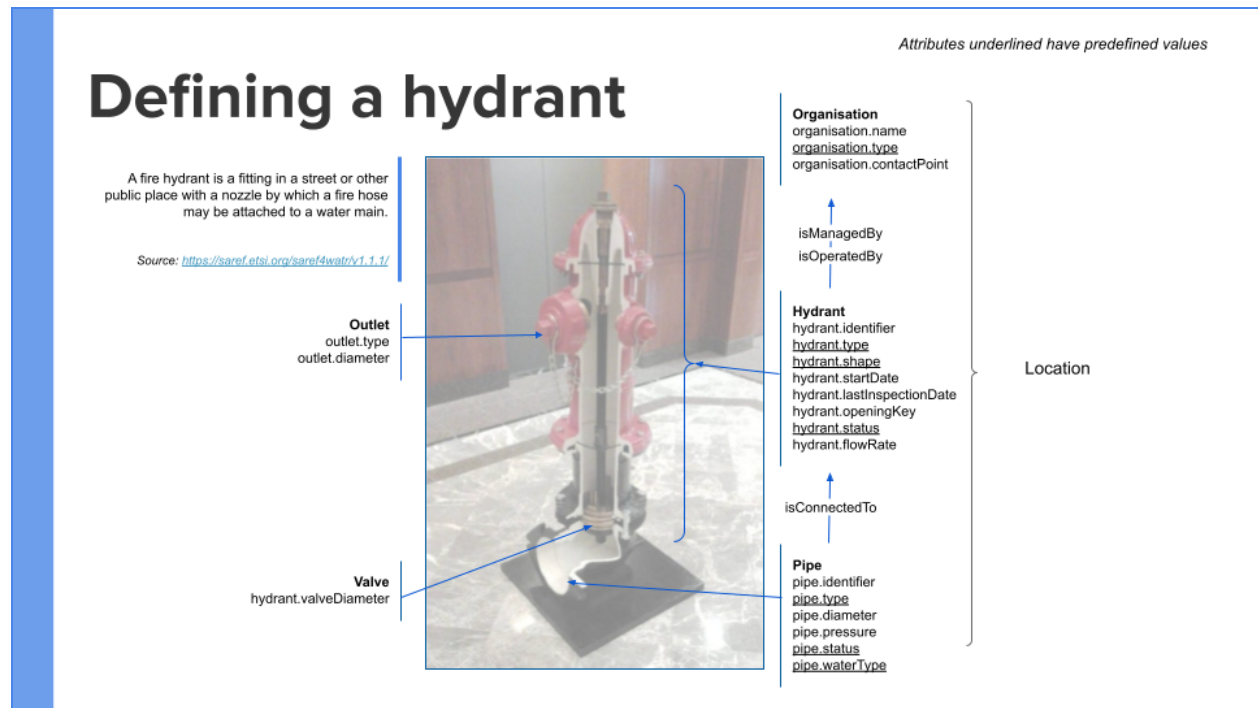 Attributes underlined have predefined values
Defining a hydrant
A fire hydrant is a fitting in a street or other
public place with a nozzle by which a fire hose
may be attached to a water main.
Source: https://saref.etsi.org/saref4watr/v1.1.1/
Outlet
outlet.type
outlet.diameter
Valve
hydrant.valveDiameter
Organisation
organisation.name
organisation.type
organisation.contactPoint
isManagedBy
isOperatedBy
Hydrant
hydrant.identifier
hydrant.type
hydrant.shape
hydrant.startDate
hydrant.lastInspectionDate
hydrant.openingKey
hydrant.status
hydrant.flowRate
isConnectedTo
Pipe
pipe.identifier
pipe.type
pipe.diameter
pipe.pressure
pipe.status
pipe.waterType
Location